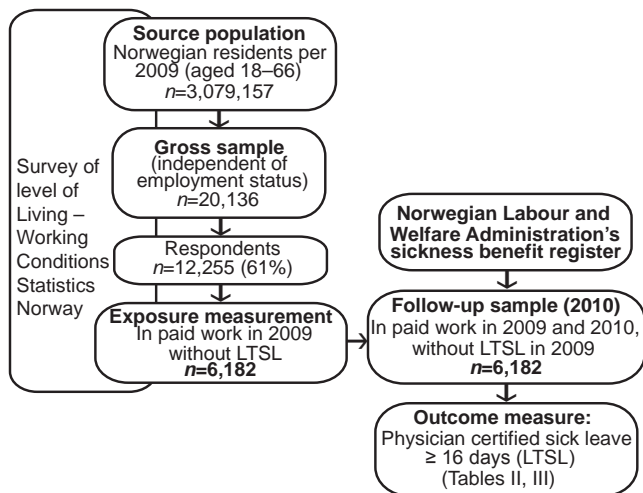 Source population
Norwegian residents per
2009 (aged 18–66)
n=3,079,157
Gross sample
(independent of
employment status)
n=20,136
Survey of
level of
Living –
Working
Conditions
Statistics
Norway
Respondents
n=12,255 (61%)
Exposure measurement
In paid work in 2009
without LTSL
n=6,182
Norwegian Labour and
Welfare Administration's
sickness benefit register
Follow-up sample (2010)
In paid work in 2009 and 2010,
without LTSL in 2009
n=6,182
Outcome measure:
Physician certified sick leave
≥ 16 days (LTSL)
(Tables II, III)